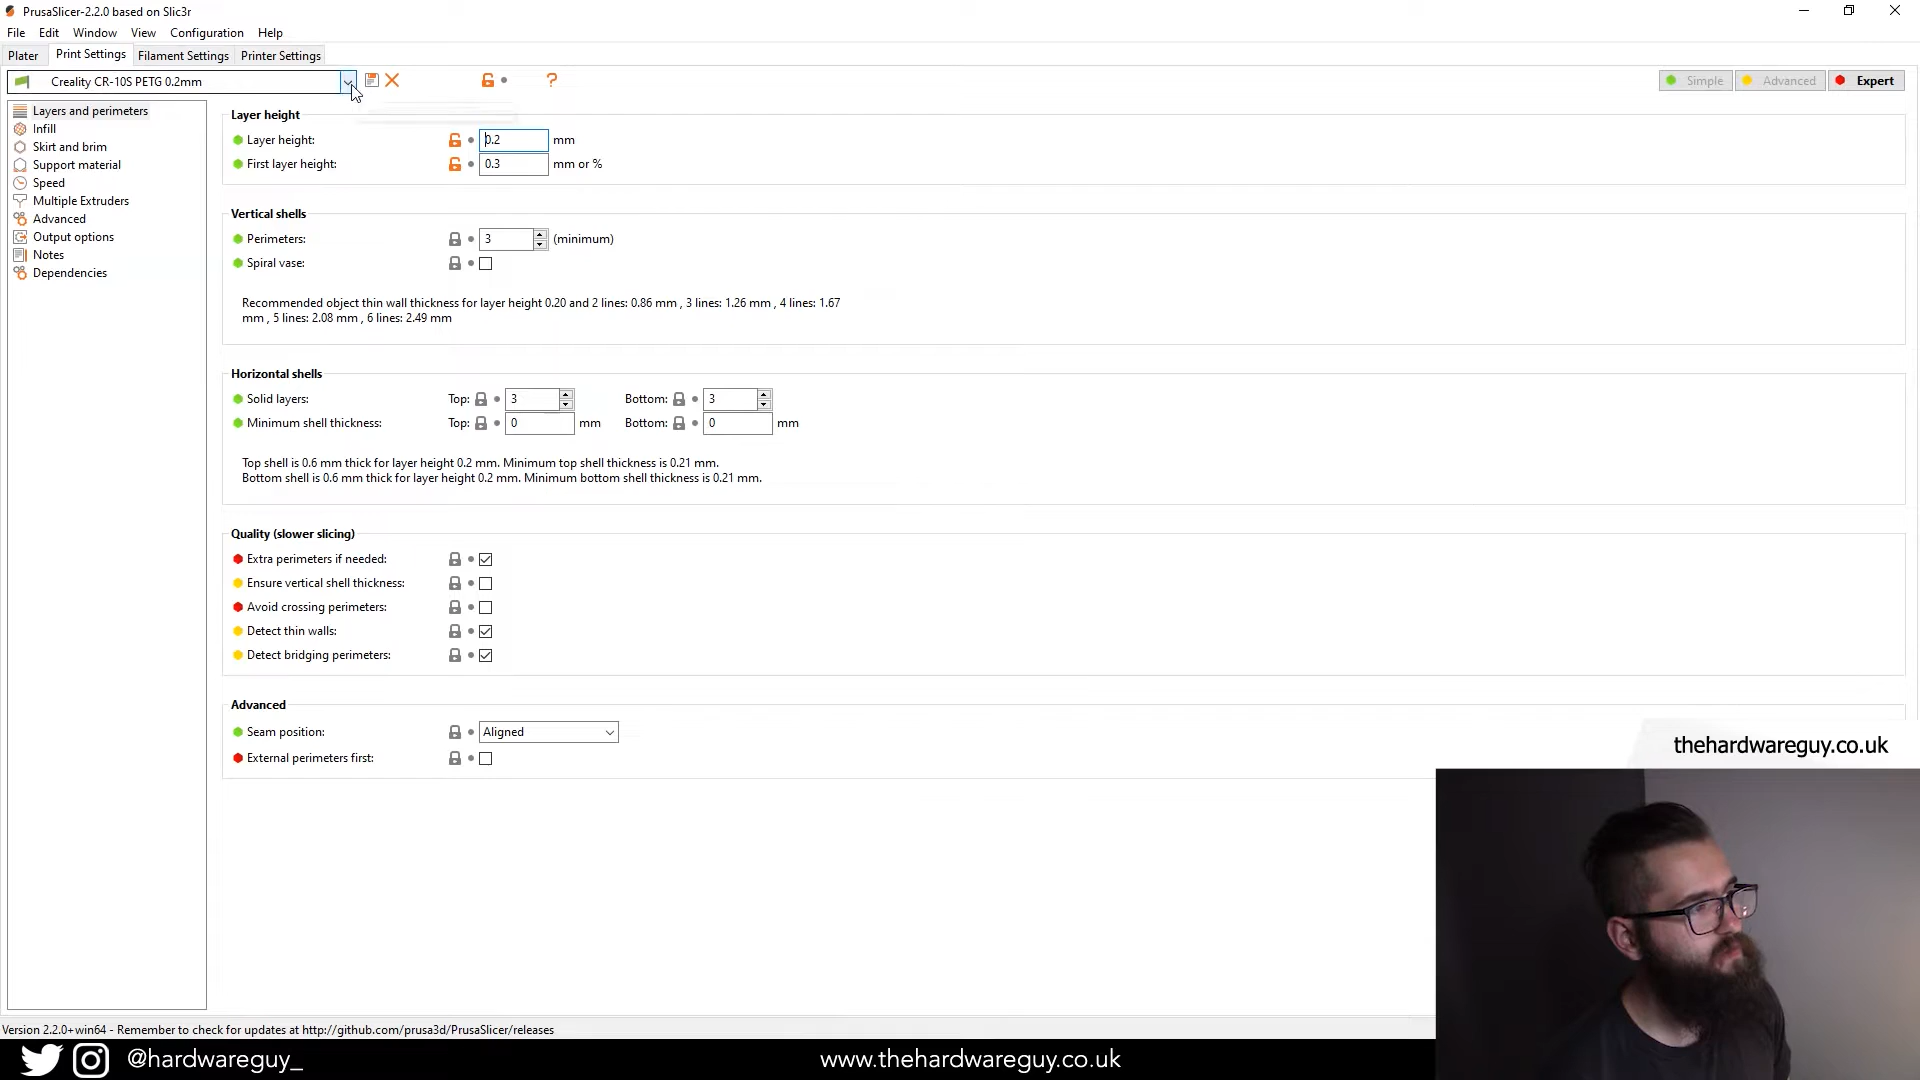 PrusaSlicer-2.2.0 based on Slic3r
File Edit Window View Configuration Help
Plater Print Settings Filament Settings Printer Settings
Creality CR-10S PETG 0.2mm ? Simple Advanced Expert
Layers and perimeters
Infill
Skirt and brim
Support material
Speed
Multiple Extruders
Advanced
Output options
Notes
Dependencies
Layer height
Layer height: 0.2 mm
First layer height: 0.3 mm or %
Vertical shells
Perimeters: 3 (minimum)
Spiral vase:
Recommended object thin wall thickness for layer height 0.20 and 2 lines: 0.86 mm , 3 lines: 1.26 mm , 4 lines: 1.67
mm , 5 lines: 2.08 mm , 6 lines: 2.49 mm
Horizontal shells
Solid layers: Top: 3 Bottom: 3
Minimum shell thickness: Top: 0 mm Bottom: 0 mm
Top shell is 0.6 mm thick for layer height 0.2 mm. Minimum top shell thickness is 0.21 mm.
Bottom shell is 0.6 mm thick for layer height 0.2 mm. Minimum bottom shell thickness is 0.21 mm.
Quality (slower slicing)
Extra perimeters if needed:
Ensure vertical shell thickness:
Avoid crossing perimeters:
Detect thin walls:
Detect bridging perimeters:
Advanced
Seam position: Aligned
External perimeters first:
thehardwareguy.co.uk
Version 2.2.0+win64 - Remember to check for updates at http://github.com/prusa3d/PrusaSlicer/releases
@hardwareguy_ www.thehardwareguy.co.uk